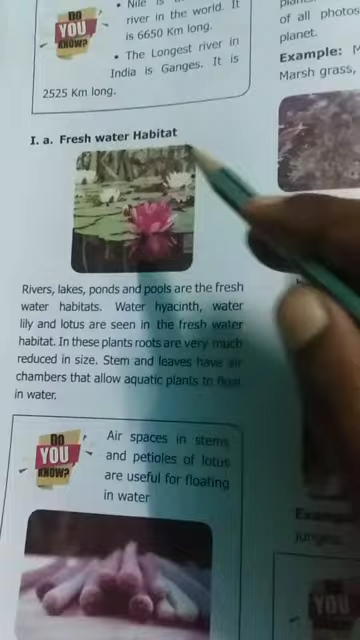 • Nile is
river in the world. It
is 6650 Km long.
• The Longest river in
India is Ganges. It is
2525 Km long.
DO
YOU
KNOW?
I. a. Fresh water Habitat
Rivers, lakes, ponds and pools are the fresh
water habitats. Water hyacinth, water
lily and lotus are seen in the fresh water
habitat. In these plants roots are very much
reduced in size. Stem and leaves have air
chambers that allow aquatic plants to float
in water.
DO
YOU
KNOW?
Air spaces in stems
and petioles of lotus
are useful for floating
in water
of all photos
planet.
Example:
Marsh grass,
jungles.
YOU